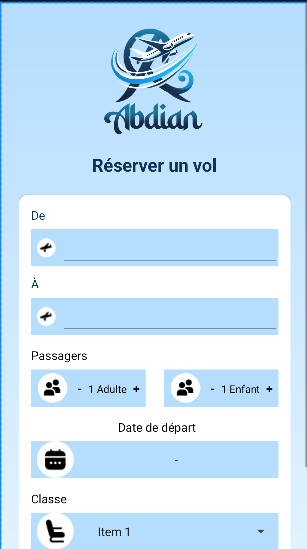 Abdian
Réserver un vol
De
À
Passagers
- 1 Adulte + - 1 Enfant +
Date de départ
-
Classe
Item 1